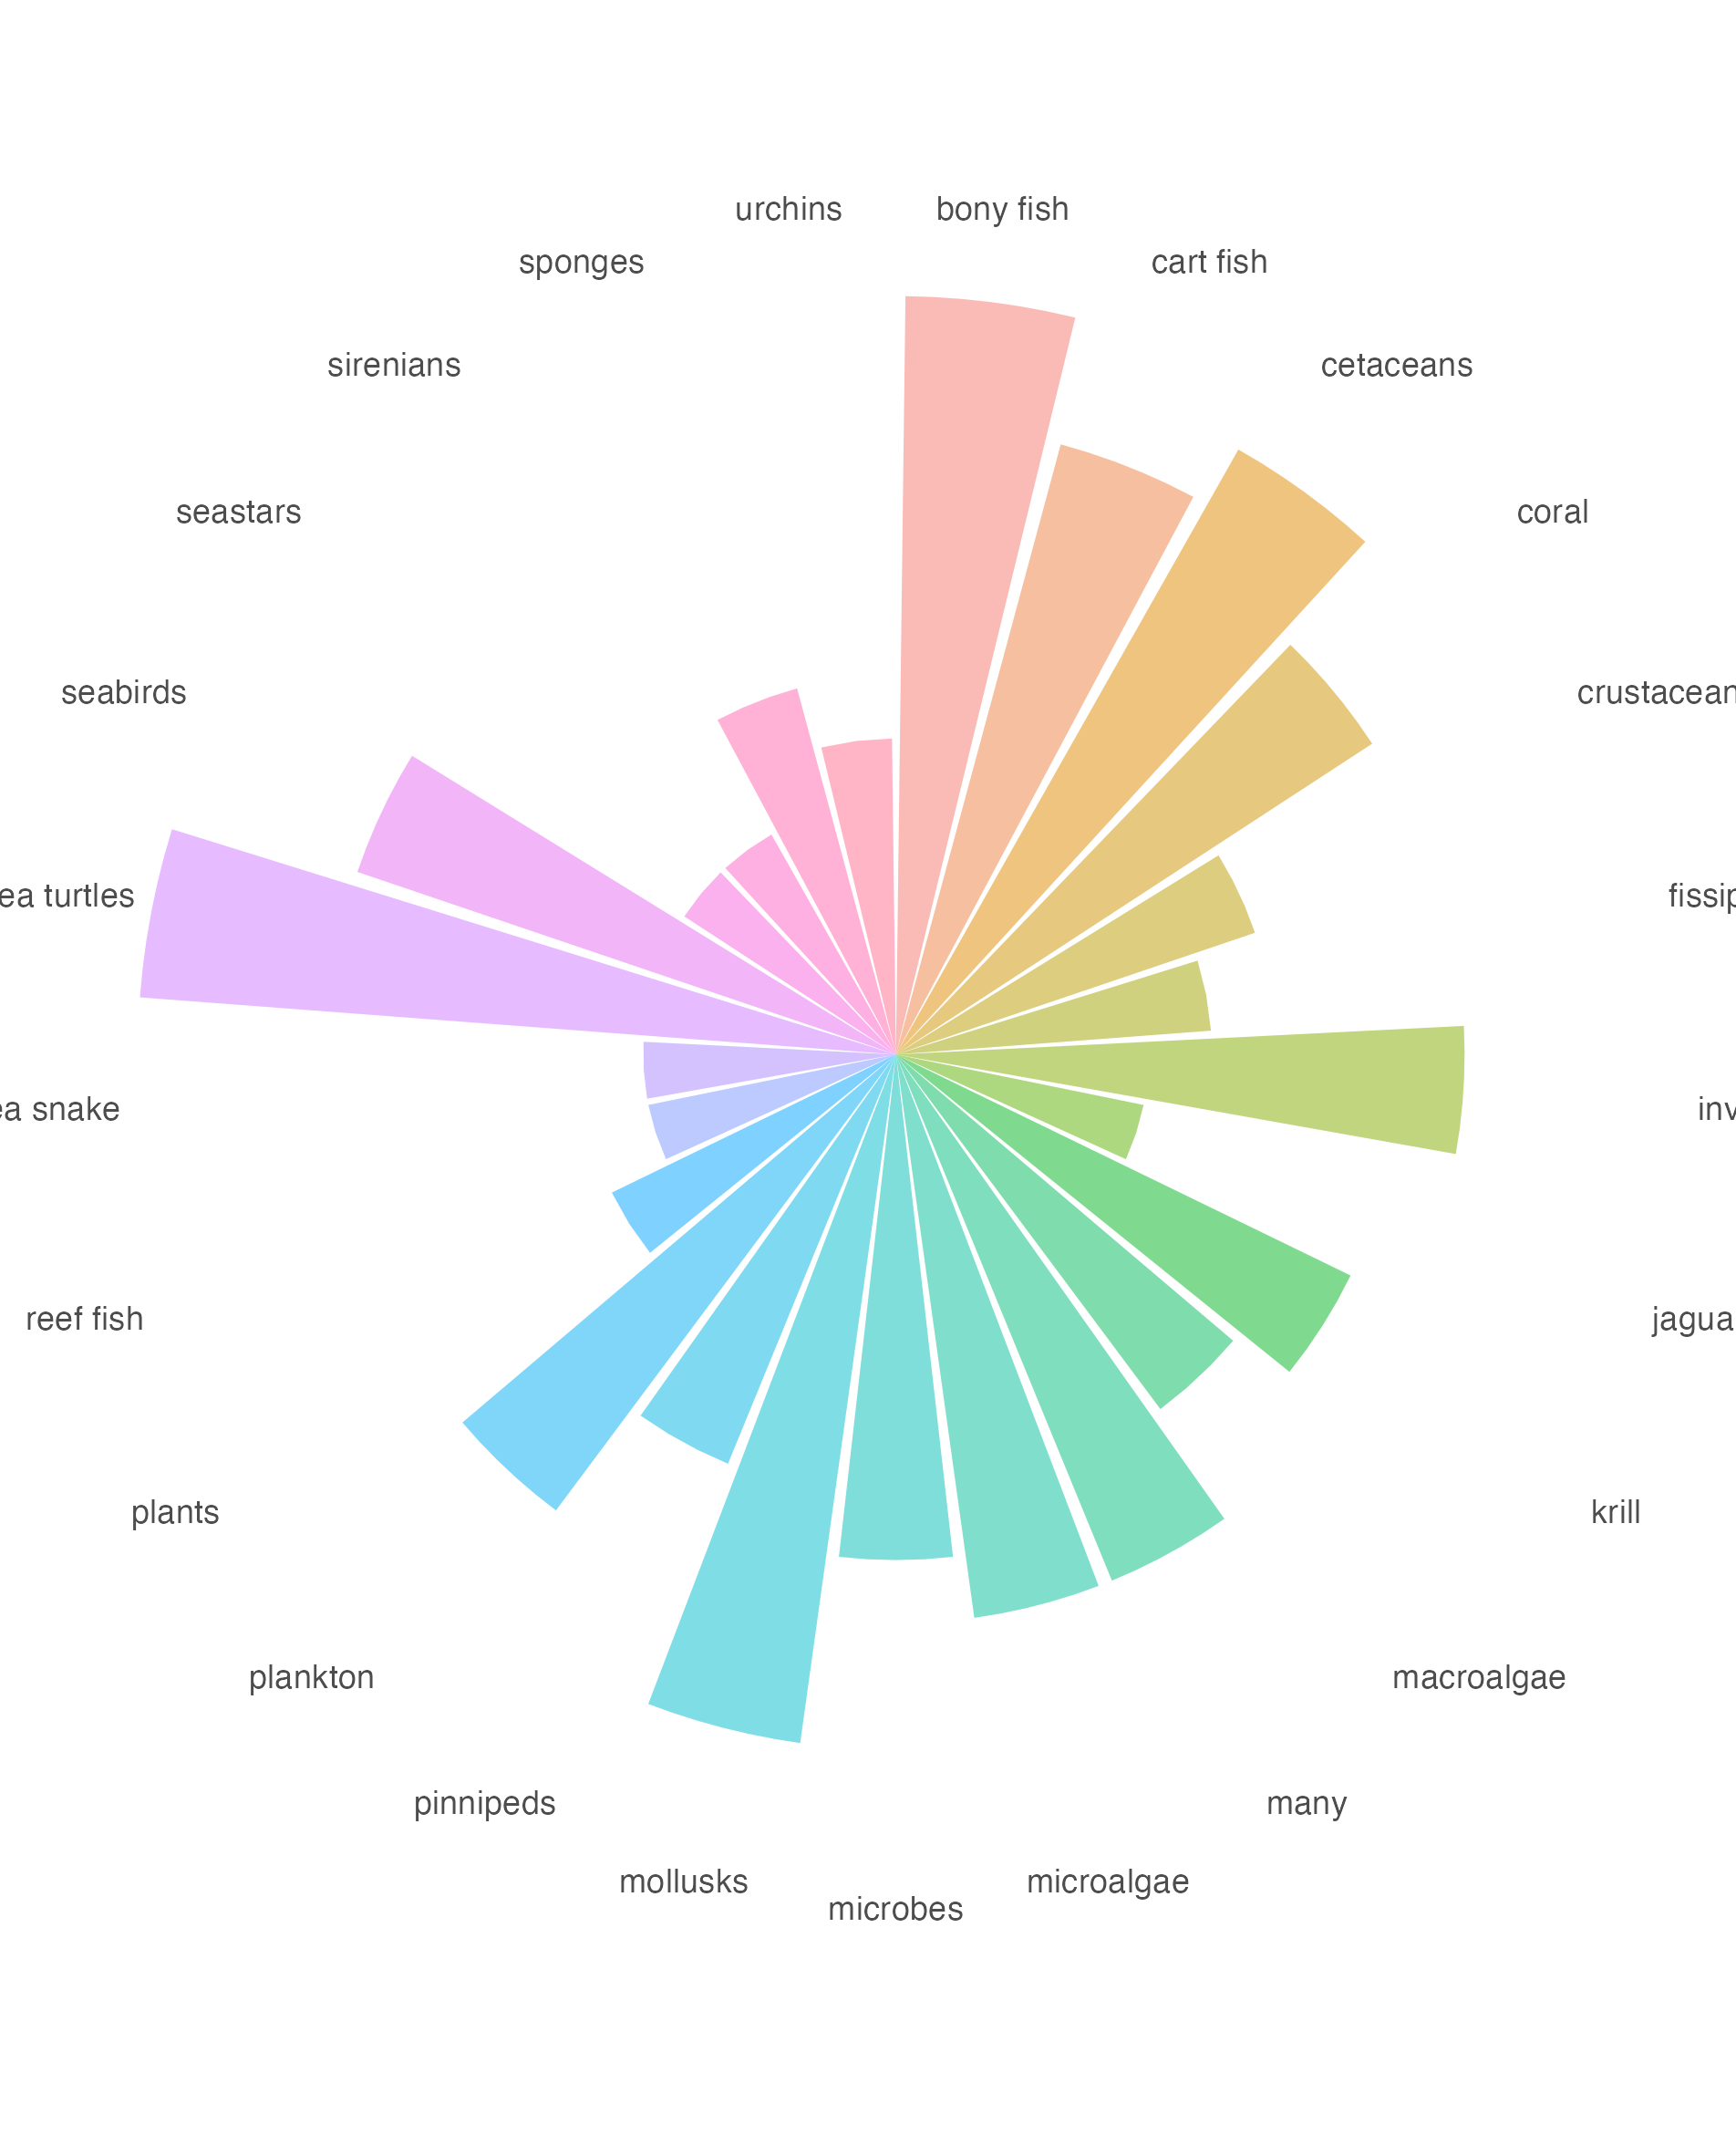 urchins
bony fish
sponges
cart fish
sirenians
cetaceans
seastars
coral
seabirds
crustacean
ea turtles
fissip
ea snake
inv
reef fish
jagua
plants
krill
plankton
macroalgae
pinnipeds
many
mollusks
microalgae
microbes